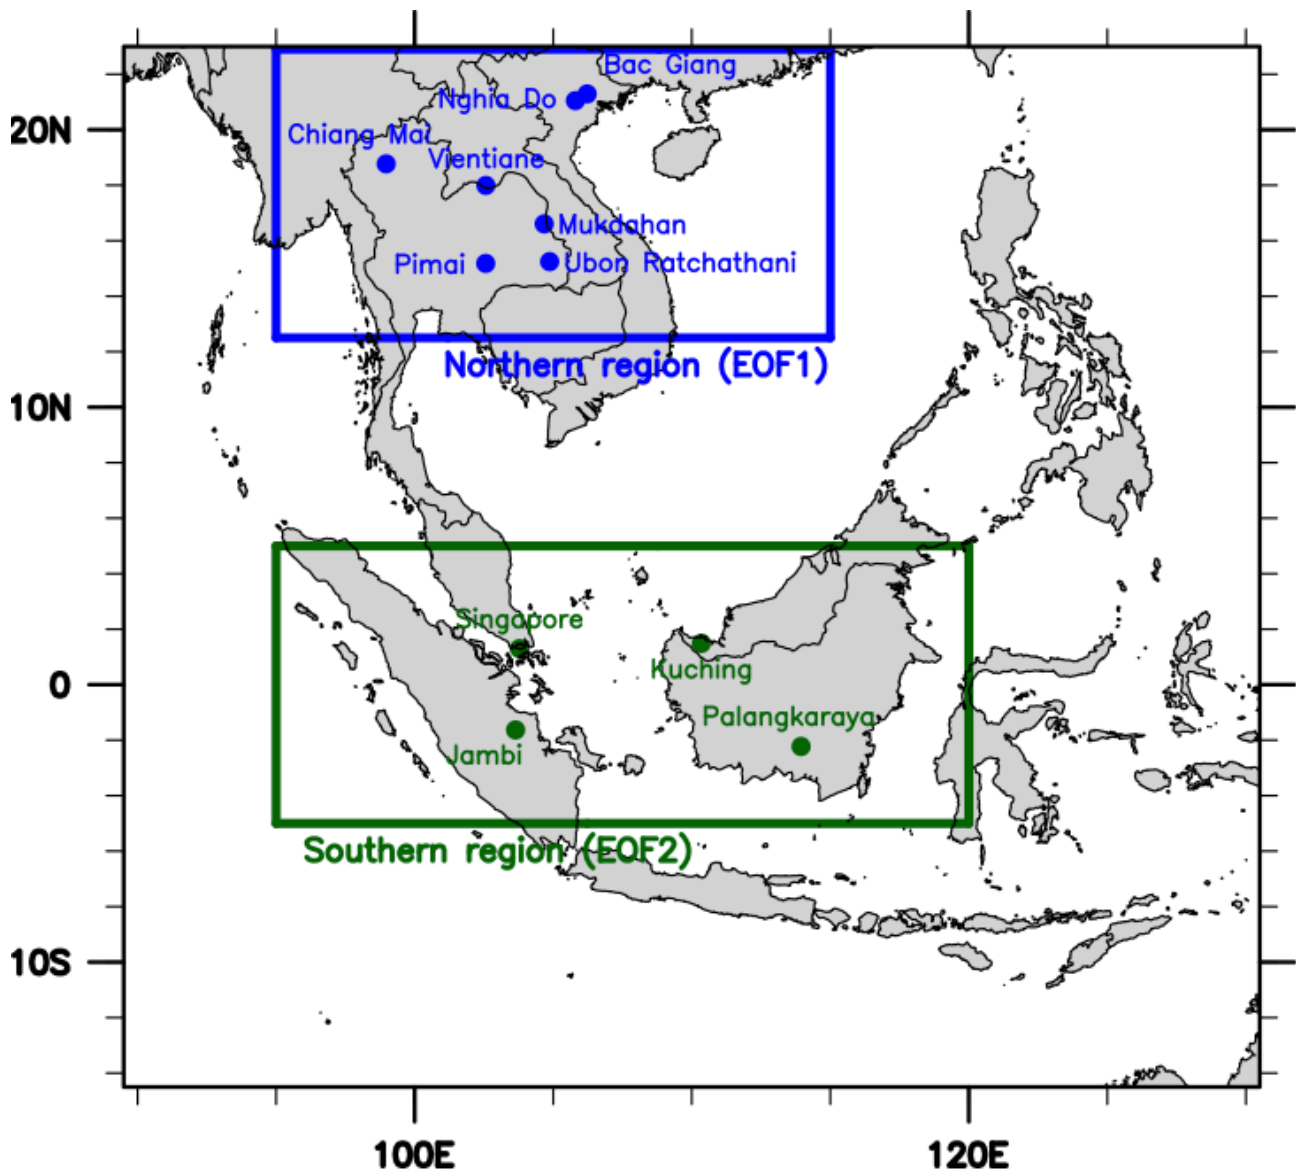 Bac Giang
Nghia Do
20N
Chiang Mai
Vientiane
Mukdahan
Pimai
Ubon Ratchathani
Northern region (EOF1)
10N
Singapore
Kuching
0
Palangkaraya
Jambi
Southern region (EOF2)
10S
100E
120E